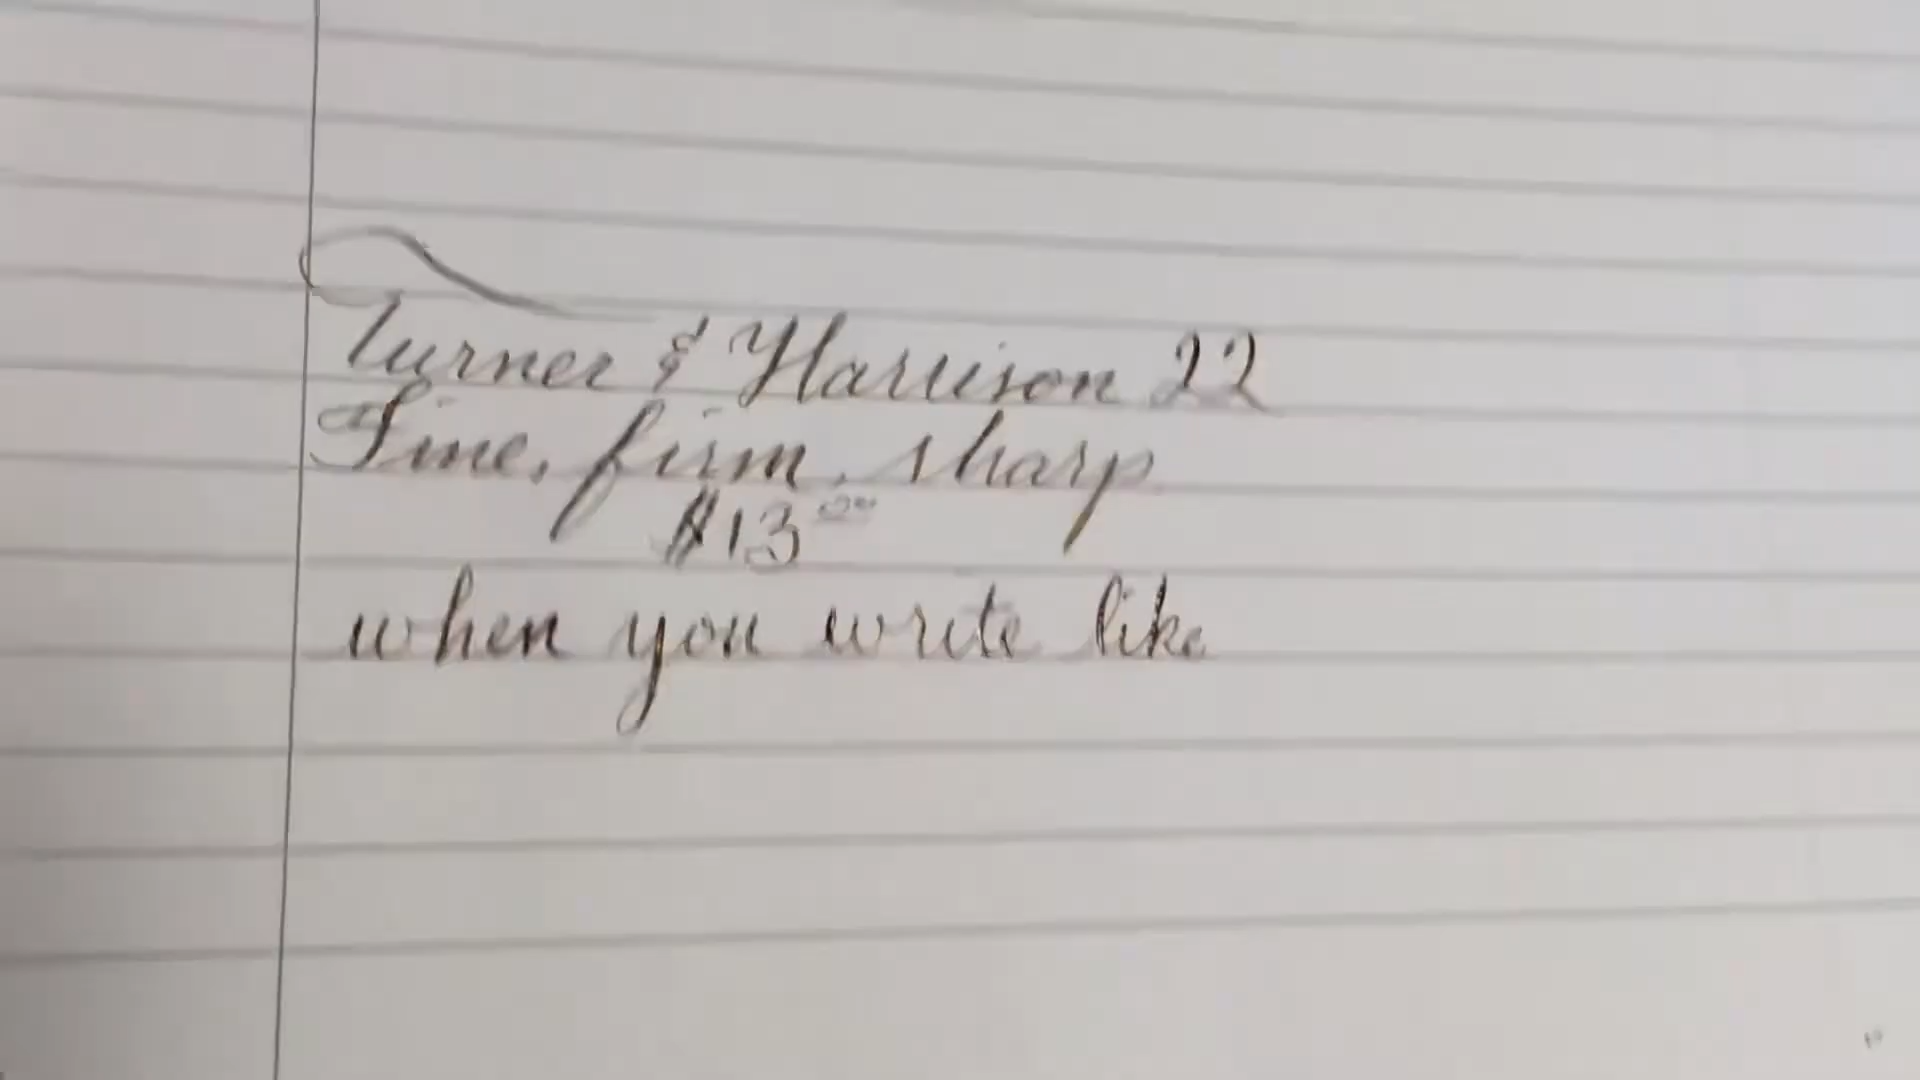 Turner & Harrison 22
Fine, firm, sharp
$13.00
when you write like